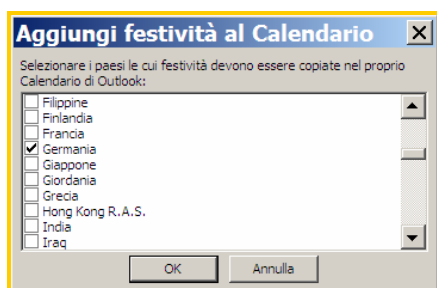 Aggiungi festività al Calendario
Selezionare i paesi le cui festività devono essere copiate nel proprio
Calendario di Outlook:
Filippine
Finlandia
Francia
Germania
Giappone
Giordania
Grecia
Hong Kong R.A.S.
India
Iraq
OK Annulla